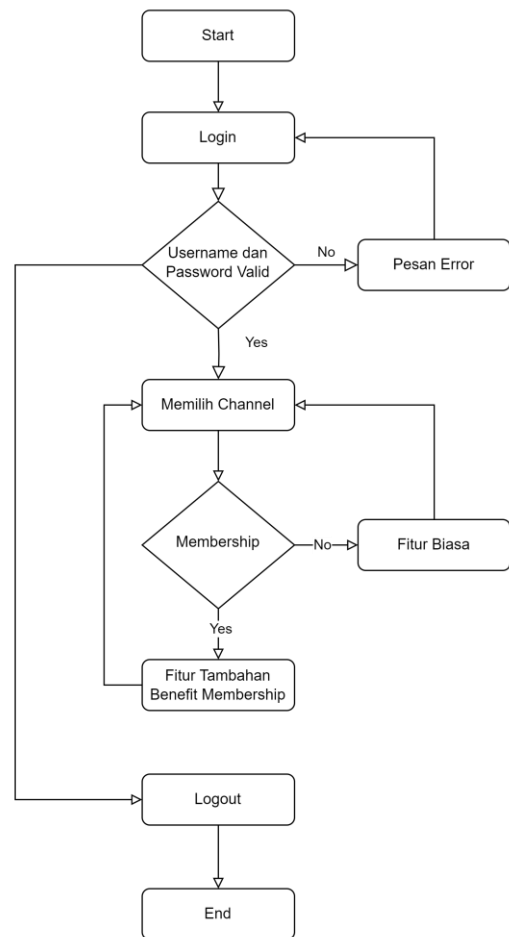 Start
Login
Username dan
Password Valid
No
Pesan Error
Yes
Memilih Channel
Membership
No
Fitur Biasa
Yes
Fitur Tambahan
Benefit Membership
Logout
End